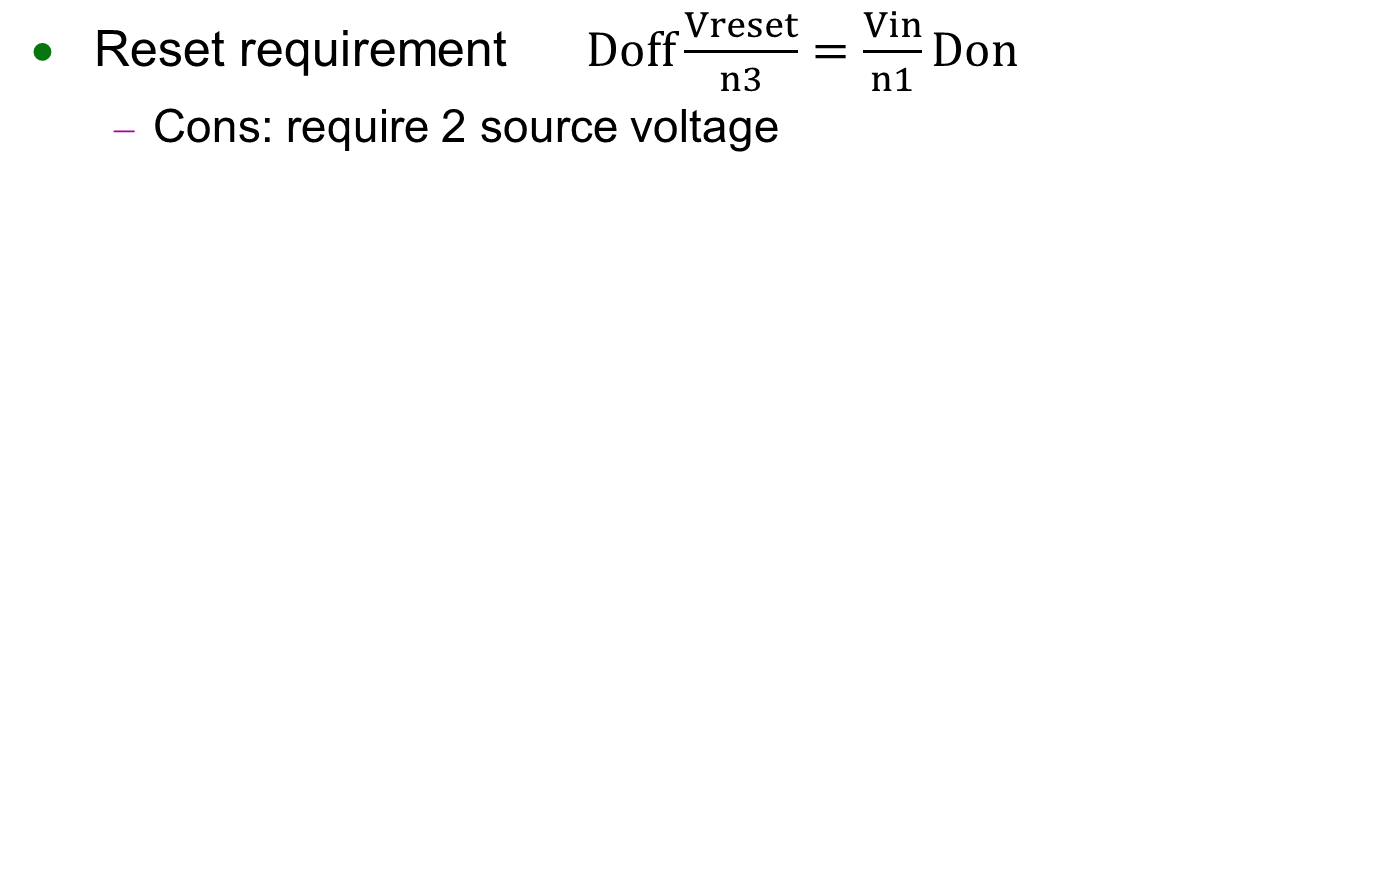 • Reset requirement Doff Vreset/n3 = Vin/n1 Don
– Cons: require 2 source voltage